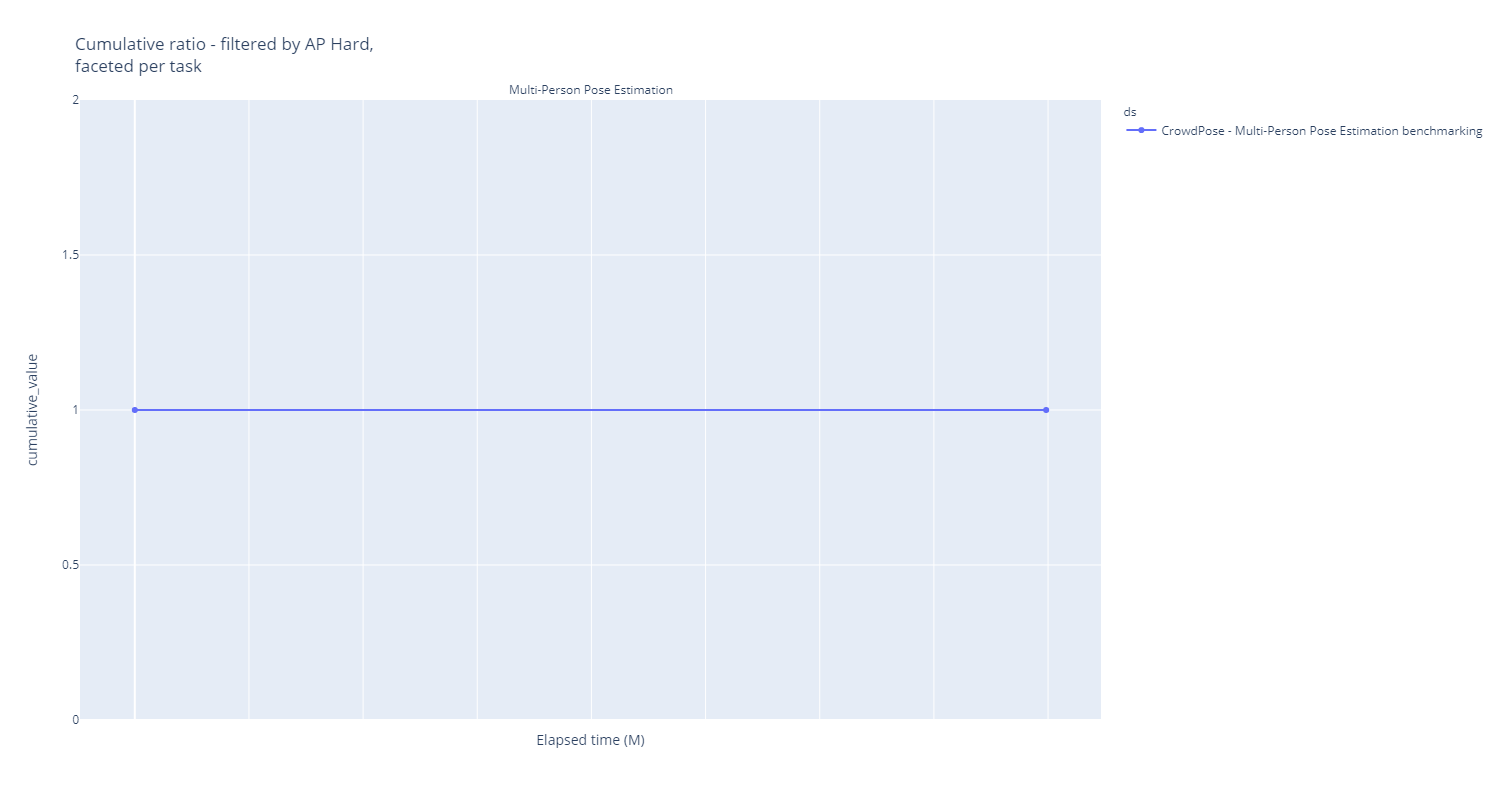 Cumulative ratio - filtered by AP Hard,
faceted per task
Multi-Person Pose Estimation
ds
CrowdPose - Multi-Person Pose Estimation benchmarking
2
1.5
1
0.5
0
cumulative_value
Elapsed time (M)